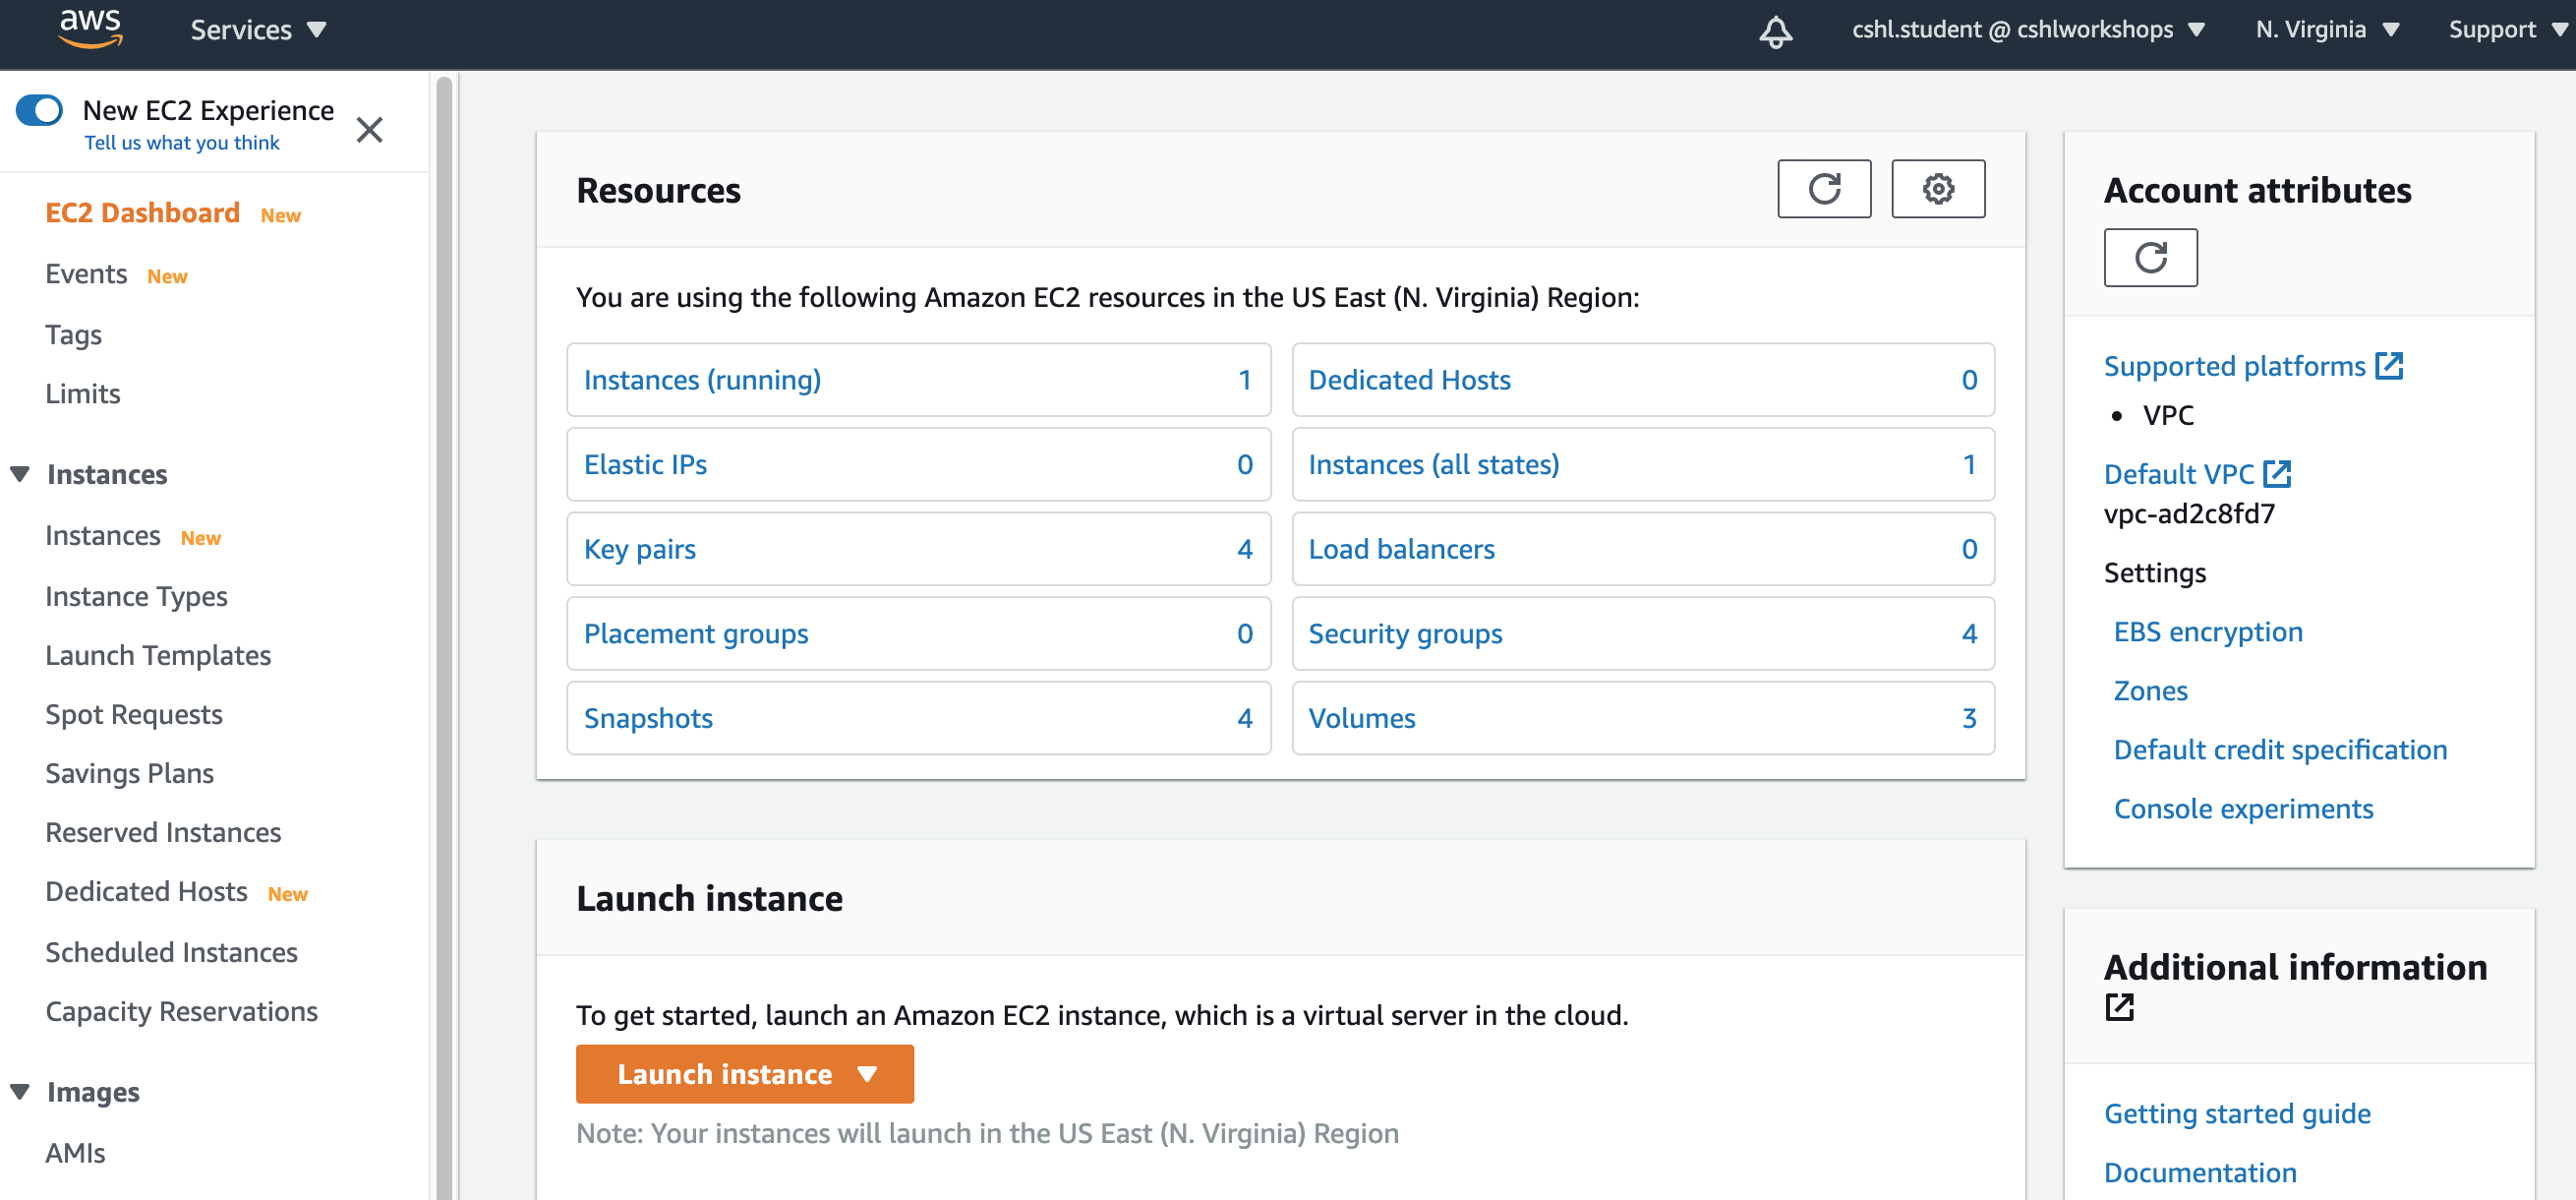 aws
Services
cshl.student @ cshlworkshops
N. Virginia
Support
New EC2 Experience
Tell us what you think
EC2 Dashboard New
Events New
Tags
Limits
Instances
Instances New
Instance Types
Launch Templates
Spot Requests
Savings Plans
Reserved Instances
Dedicated Hosts New
Scheduled Instances
Capacity Reservations
Images
AMIs
Resources
You are using the following Amazon EC2 resources in the US East (N. Virginia) Region:
Instances (running) 1
Dedicated Hosts 0
Elastic IPs 0
Instances (all states) 1
Key pairs 4
Load balancers 0
Placement groups 0
Security groups 4
Snapshots 4
Volumes 3
Launch instance
To get started, launch an Amazon EC2 instance, which is a virtual server in the cloud.
Launch instance
Note: Your instances will launch in the US East (N. Virginia) Region
Account attributes
Supported platforms
• VPC
Default VPC
vpc-ad2c8fd7
Settings
EBS encryption
Zones
Default credit specification
Console experiments
Additional information
Getting started guide
Documentation